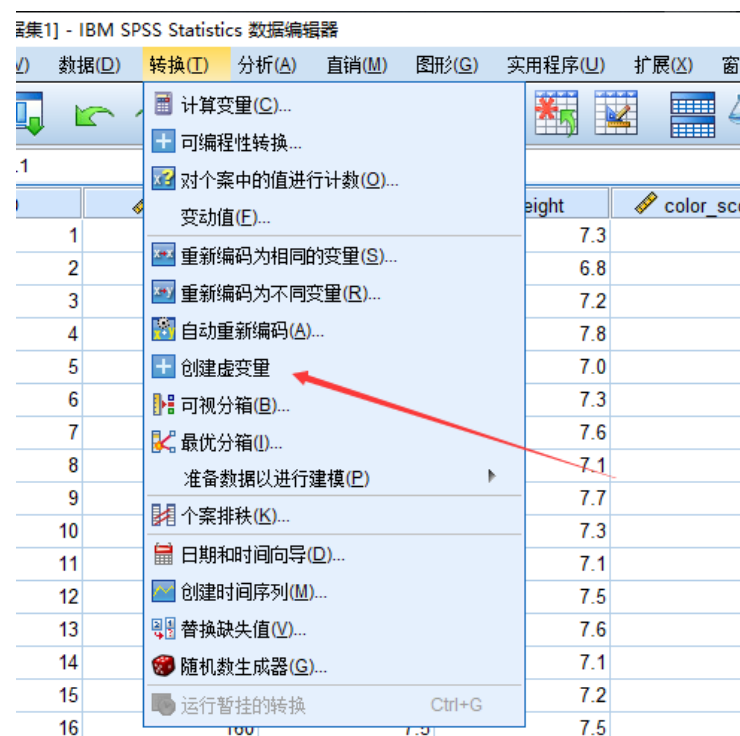 据集1] - IBM SPSS Statistics 数据编辑器
V) 数据(D) 转换(T) 分析(A) 直销(M) 图形(G) 实用程序(U) 扩展(X) 窗
计算变量(C)...
可编程性转换...
.1
对个案中的值进行计数(O)...
变动值(F)...
eight color_sco
1 7.3
重新编码为相同的变量(S)...
2 6.8
重新编码为不同变量(R)...
3 7.2
自动重新编码(A)...
4 7.8
创建虚变量
5 7.0
可视分箱(B)...
6 7.3
最优分箱(I)...
7 7.6
准备数据以进行建模(P)
8 7.1
9 7.7
个案排秩(K)...
10 7.3
日期和时间向导(D)...
11 7.1
创建时间序列(M)...
12 7.5
替换缺失值(V)...
13 7.6
随机数生成器(G)...
14 7.1
15 7.2
运行暂挂的转换 Ctrl+G
16 160 7.5 7.5